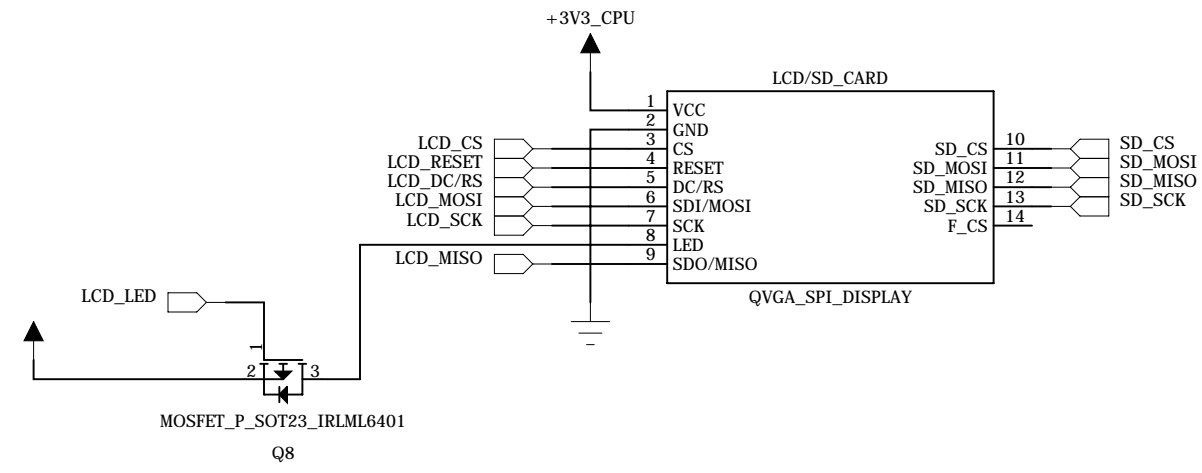 +3V3_CPU
LCD/SD_CARD
1 VCC
2 GND
LCD_CS 3 CS SD_CS 10 SD_CS
LCD_RESET 4 RESET SD_MOSI 11 SD_MOSI
LCD_DC/RS 5 DC/RS SD_MISO 12 SD_MISO
LCD_MOSI 6 SDI/MOSI SD_SCK 13 SD_SCK
LCD_SCK 7 SCK F_CS 14
8 LED
LCD_MISO 9 SDO/MISO
QVGA_SPI_DISPLAY
LCD_LED
1
2 3
MOSFET_P_SOT23_IRLML6401
Q8